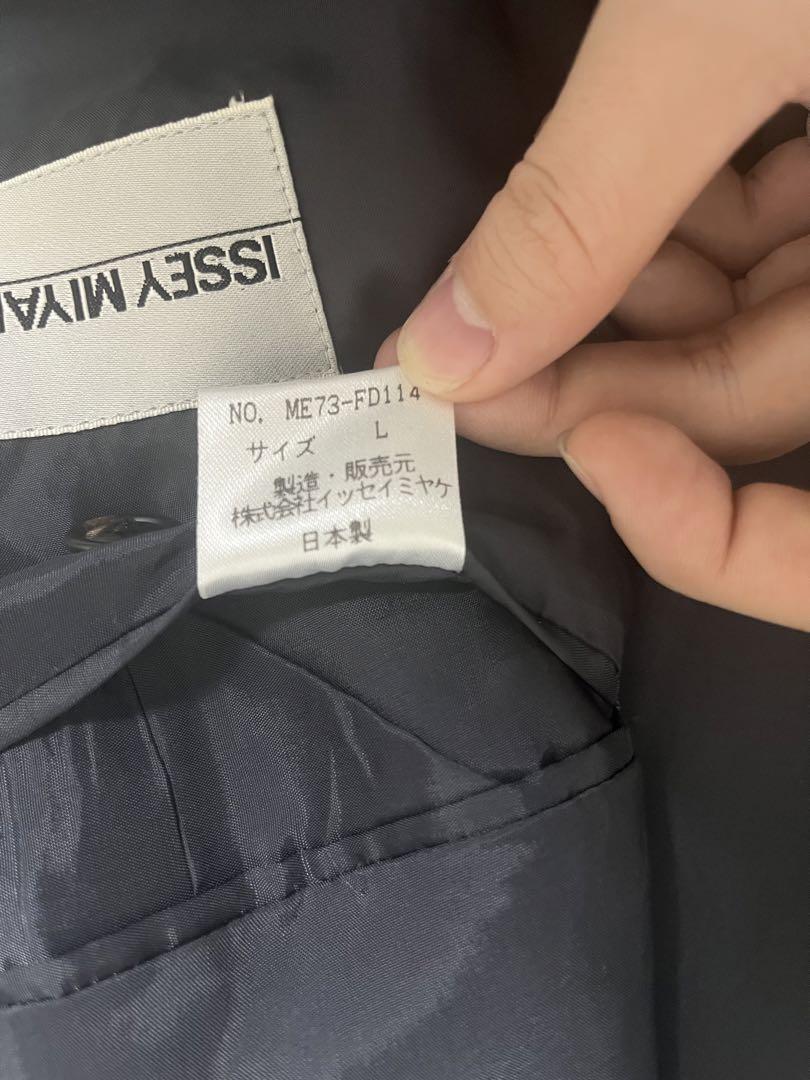 ISSEY MIYA
NO. ME73-FD114
サイズ L
製造・販売元
株式会社イッセイミヤケ
日本製